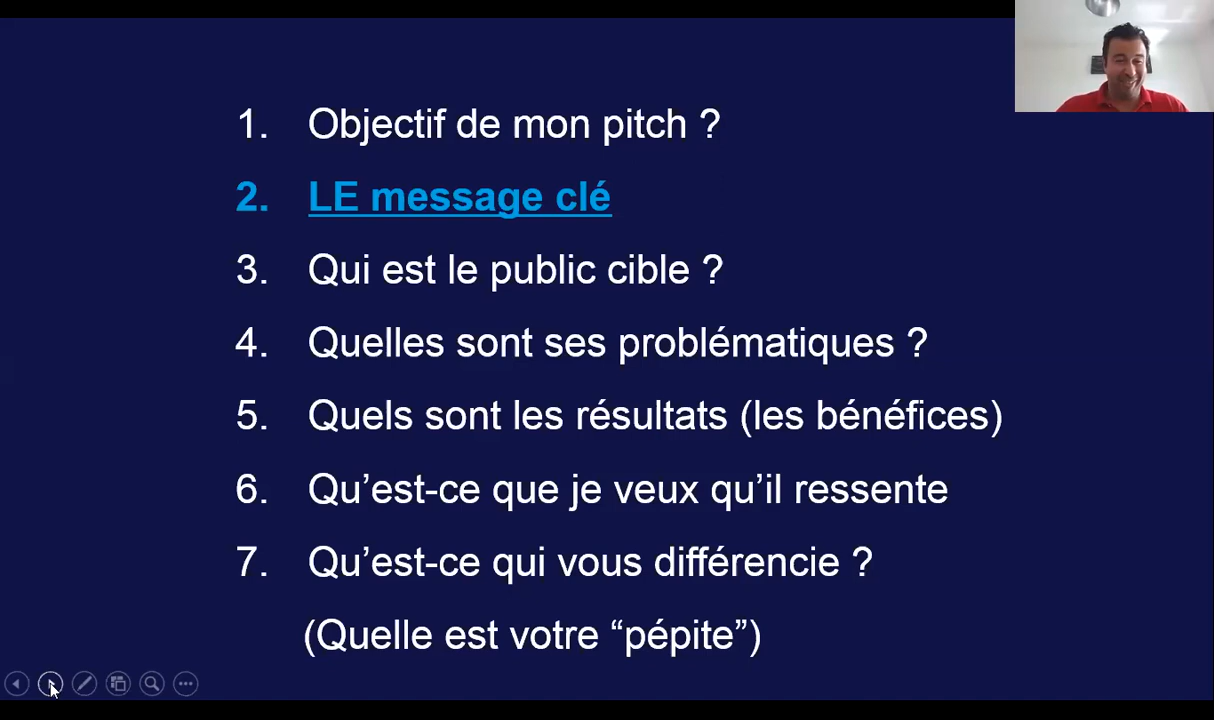 1. Objectif de mon pitch ?
2. LE message clé
3. Qui est le public cible ?
4. Quelles sont ses problématiques ?
5. Quels sont les résultats (les bénéfices)
6. Qu’est-ce que je veux qu’il ressente
7. Qu’est-ce qui vous différencie ?
(Quelle est votre “pépite”)